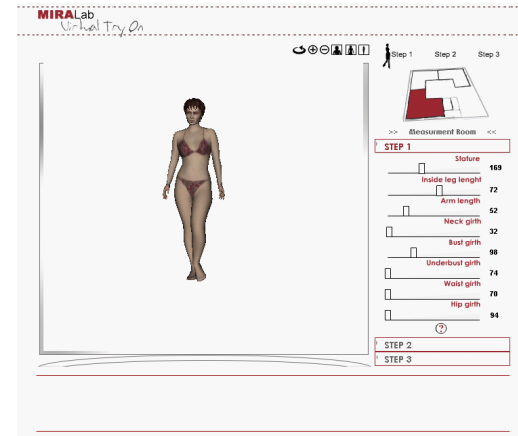 MIRALab
Virtual Try On
Step 1 Step 2 Step 3
>> Measurment Room <<
STEP 1
Stature
169
Inside leg lenght
72
Arm length
52
Neck girth
32
Bust girth
98
Underbust girth
74
Waist girth
70
Hip girth
94
?
STEP 2
STEP 3